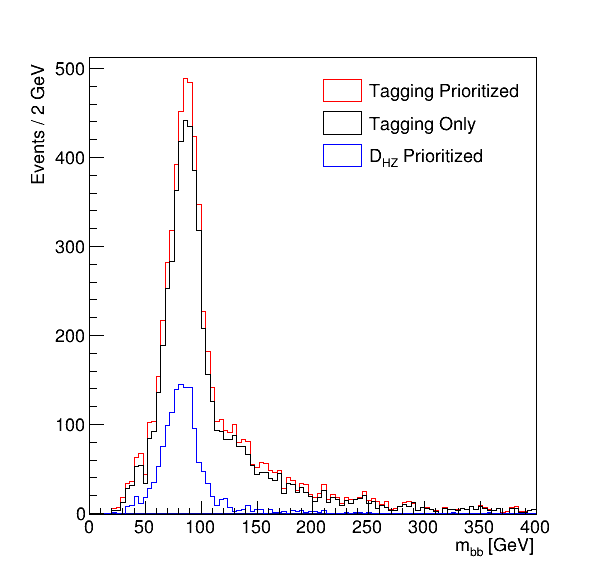 Events / 2 GeV
500
400
300
200
100
0
Tagging Prioritized
Tagging Only
D_HZ Prioritized
0 50 100 150 200 250 300 350 400
m_bb [GeV]